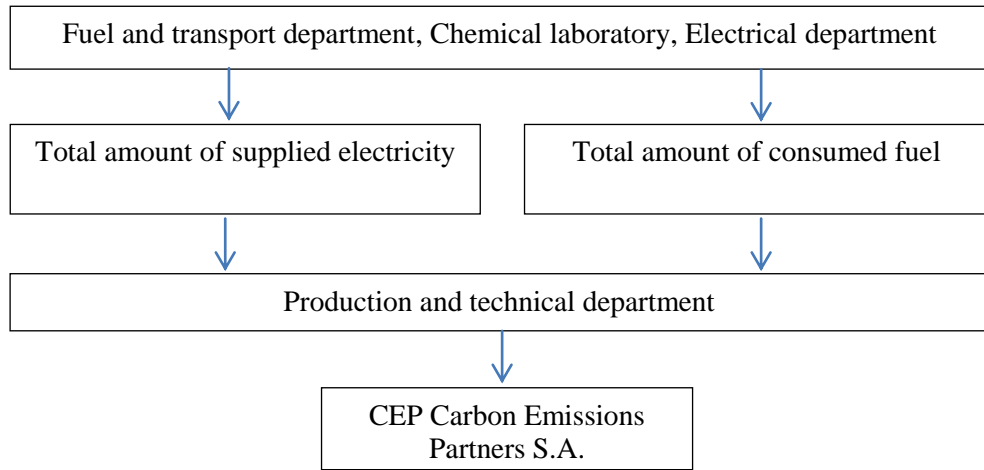 Fuel and transport department, Chemical laboratory, Electrical department
Total amount of supplied electricity
Total amount of consumed fuel
Production and technical department
CEP Carbon Emissions
Partners S.A.